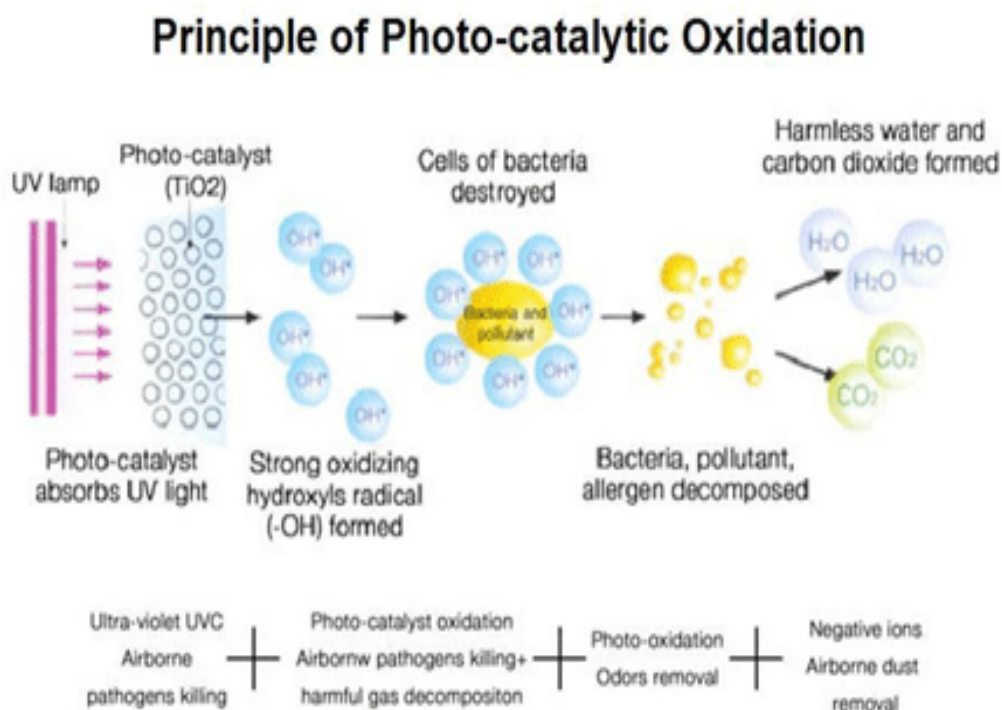 Principle of Photo-catalytic Oxidation
UV lamp
Photo-catalyst
(TiO2)
Cells of bacteria
destroyed
Harmless water and
carbon dioxide formed
OH*
OH*
OH*
OH*
OH*
OH*
OH*
OH*
OH*
OH*
OH*
OH*
OH*
Bacteria and
pollutant
H₂O
H₂O
H₂O
CO₂
CO₂
Photo-catalyst
absorbs UV light
Strong oxidizing
hydroxyls radical
(-OH) formed
Bacteria, pollutant,
allergen decomposed
Ultra-violet UVC
Airborne
pathogens killing
Photo-catalyst oxidation
Airbornw pathogens killing+
harmful gas decompositon
Photo-oxidation
Odors removal
Negative ions
Airborne dust
removal